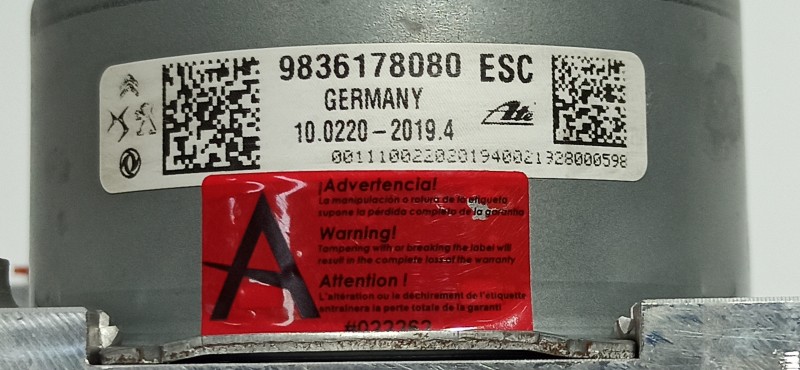 9836178080 ESC
GERMANY
Ate
10.0220-2019.4
0011100220201940021928000598
¡Advertencia!
La manipulación o rotura de la etiqueta
supone la pérdida completa de la garantía
Warning!
Tampering with or breaking the label will
result in the complete loss of the warranty
Attention !
L'altération ou le déchirement de l'étiquette
entraînera la perte totale de la garanti
A